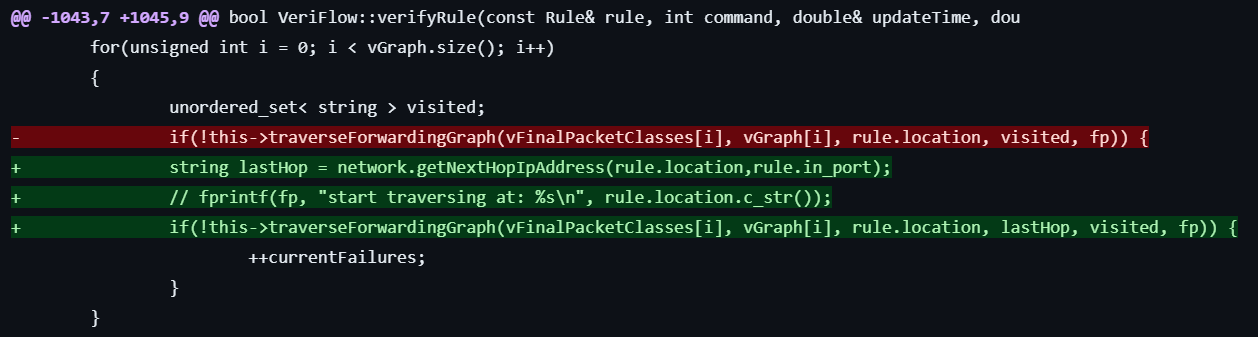 @@ -1043,7 +1045,9 @@ bool VeriFlow::verifyRule(const Rule& rule, int command, double& updateTime, dou
for(unsigned int i = 0; i < vGraph.size(); i++)
{
unordered_set< string > visited;
- if(!this->traverseForwardingGraph(vFinalPacketClasses[i], vGraph[i], rule.location, visited, fp)) {
+ string lastHop = network.getNextHopIpAddress(rule.location,rule.in_port);
+ // fprintf(fp, "start traversing at: %s\n", rule.location.c_str());
+ if(!this->traverseForwardingGraph(vFinalPacketClasses[i], vGraph[i], rule.location, lastHop, visited, fp)) {
++currentFailures;
}
}